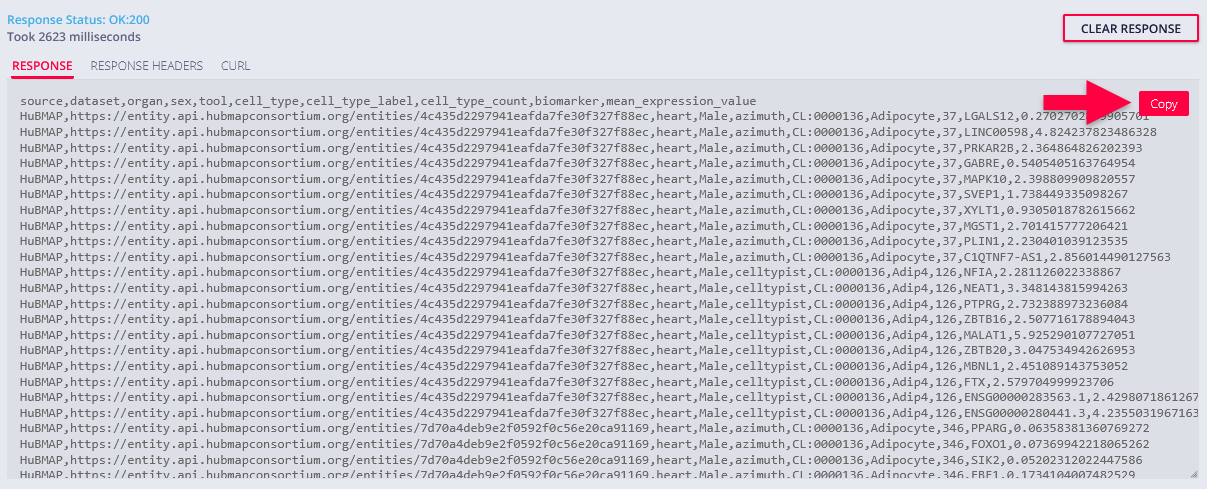 Response Status: OK:200
Took 2623 milliseconds
CLEAR RESPONSE
RESPONSE RESPONSE HEADERS CURL
Copy
source,dataset,organ,sex,tool,cell_type,cell_type_label,cell_type_count,biomarker,mean_expression_value
HuBMAP,https://entity.api.hubmapconsortium.org/entities/4c435d2297941eafda7fe30f327f88ec,heart,Male,azimuth,CL:0000136,Adipocyte,37,LGALS12,
HuBMAP,https://entity.api.hubmapconsortium.org/entities/4c435d2297941eafda7fe30f327f88ec,heart,Male,azimuth,CL:0000136,Adipocyte,37,LINC00598,4.824237823486328
HuBMAP,https://entity.api.hubmapconsortium.org/entities/4c435d2297941eafda7fe30f327f88ec,heart,Male,azimuth,CL:0000136,Adipocyte,37,PRKAR2B,2.364864826202393
HuBMAP,https://entity.api.hubmapconsortium.org/entities/4c435d2297941eafda7fe30f327f88ec,heart,Male,azimuth,CL:0000136,Adipocyte,37,GABRE,0.5405405163764954
HuBMAP,https://entity.api.hubmapconsortium.org/entities/4c435d2297941eafda7fe30f327f88ec,heart,Male,azimuth,CL:0000136,Adipocyte,37,MAPK10,2.398809909820557
HuBMAP,https://entity.api.hubmapconsortium.org/entities/4c435d2297941eafda7fe30f327f88ec,heart,Male,azimuth,CL:0000136,Adipocyte,37,SVEP1,1.738449335098267
HuBMAP,https://entity.api.hubmapconsortium.org/entities/4c435d2297941eafda7fe30f327f88ec,heart,Male,azimuth,CL:0000136,Adipocyte,37,XYLT1,0.9305018782615662
HuBMAP,https://entity.api.hubmapconsortium.org/entities/4c435d2297941eafda7fe30f327f88ec,heart,Male,azimuth,CL:0000136,Adipocyte,37,MGST1,2.701415777206421
HuBMAP,https://entity.api.hubmapconsortium.org/entities/4c435d2297941eafda7fe30f327f88ec,heart,Male,azimuth,CL:0000136,Adipocyte,37,PLIN1,2.230401039123535
HuBMAP,https://entity.api.hubmapconsortium.org/entities/4c435d2297941eafda7fe30f327f88ec,heart,Male,azimuth,CL:0000136,Adipocyte,37,C1QTNF7-AS1,2.856014490127563
HuBMAP,https://entity.api.hubmapconsortium.org/entities/4c435d2297941eafda7fe30f327f88ec,heart,Male,celltypist,CL:0000136,Adip4,126,NFIA,2.281126022338867
HuBMAP,https://entity.api.hubmapconsortium.org/entities/4c435d2297941eafda7fe30f327f88ec,heart,Male,celltypist,CL:0000136,Adip4,126,NEAT1,3.348143815994263
HuBMAP,https://entity.api.hubmapconsortium.org/entities/4c435d2297941eafda7fe30f327f88ec,heart,Male,celltypist,CL:0000136,Adip4,126,PTPRG,2.732388973236084
HuBMAP,https://entity.api.hubmapconsortium.org/entities/4c435d2297941eafda7fe30f327f88ec,heart,Male,celltypist,CL:0000136,Adip4,126,ZBTB16,2.507716178894043
HuBMAP,https://entity.api.hubmapconsortium.org/entities/4c435d2297941eafda7fe30f327f88ec,heart,Male,celltypist,CL:0000136,Adip4,126,MALAT1,5.925290107727051
HuBMAP,https://entity.api.hubmapconsortium.org/entities/4c435d2297941eafda7fe30f327f88ec,heart,Male,celltypist,CL:0000136,Adip4,126,ZBTB20,3.047534942626953
HuBMAP,https://entity.api.hubmapconsortium.org/entities/4c435d2297941eafda7fe30f327f88ec,heart,Male,celltypist,CL:0000136,Adip4,126,MBNL1,2.451089143753052
HuBMAP,https://entity.api.hubmapconsortium.org/entities/4c435d2297941eafda7fe30f327f88ec,heart,Male,celltypist,CL:0000136,Adip4,126,FTX,2.579704999923706
HuBMAP,https://entity.api.hubmapconsortium.org/entities/4c435d2297941eafda7fe30f327f88ec,heart,Male,celltypist,CL:0000136,Adip4,126,ENSG00000283563.1,2.4298071861267
HuBMAP,https://entity.api.hubmapconsortium.org/entities/4c435d2297941eafda7fe30f327f88ec,heart,Male,celltypist,CL:0000136,Adip4,126,ENSG00000280441.3,4.2355031967163
HuBMAP,https://entity.api.hubmapconsortium.org/entities/7d70a4deb9e2f0592f0c56e20ca91169,heart,Male,azimuth,CL:0000136,Adipocyte,346,PPARG,0.06358381360769272
HuBMAP,https://entity.api.hubmapconsortium.org/entities/7d70a4deb9e2f0592f0c56e20ca91169,heart,Male,azimuth,CL:0000136,Adipocyte,346,FOXO1,0.07369942218065262
HuBMAP,https://entity.api.hubmapconsortium.org/entities/7d70a4deb9e2f0592f0c56e20ca91169,heart,Male,azimuth,CL:0000136,Adipocyte,346,SIK2,0.05202312022447586
HuBMAP,https://entity.api.hubmapconsortium.org/entities/7d70a4deb9e2f0592f0c56e20ca91169,heart,Male,azimuth,CL:0000136,Adipocyte,346,EBF1,0.1734104007482529